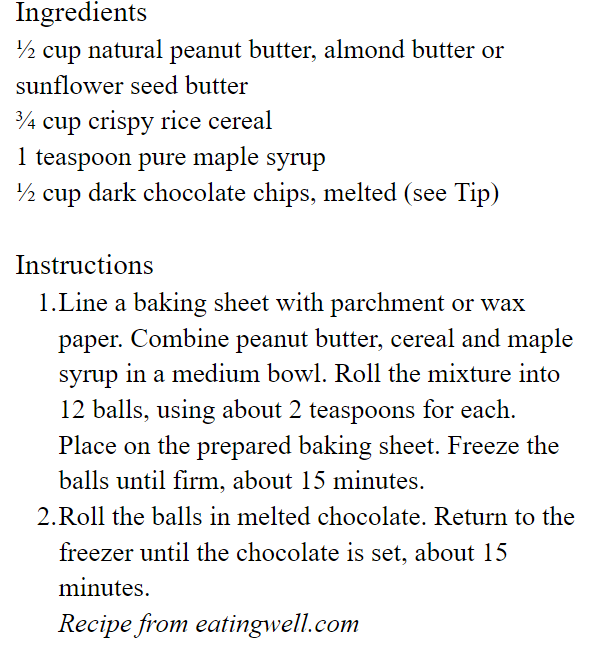 Ingredients
½ cup natural peanut butter, almond butter or
sunflower seed butter
¾ cup crispy rice cereal
1 teaspoon pure maple syrup
½ cup dark chocolate chips, melted (see Tip)
Instructions
1.Line a baking sheet with parchment or wax
paper. Combine peanut butter, cereal and maple
syrup in a medium bowl. Roll the mixture into
12 balls, using about 2 teaspoons for each.
Place on the prepared baking sheet. Freeze the
balls until firm, about 15 minutes.
2.Roll the balls in melted chocolate. Return to the
freezer until the chocolate is set, about 15
minutes.
Recipe from eatingwell.com